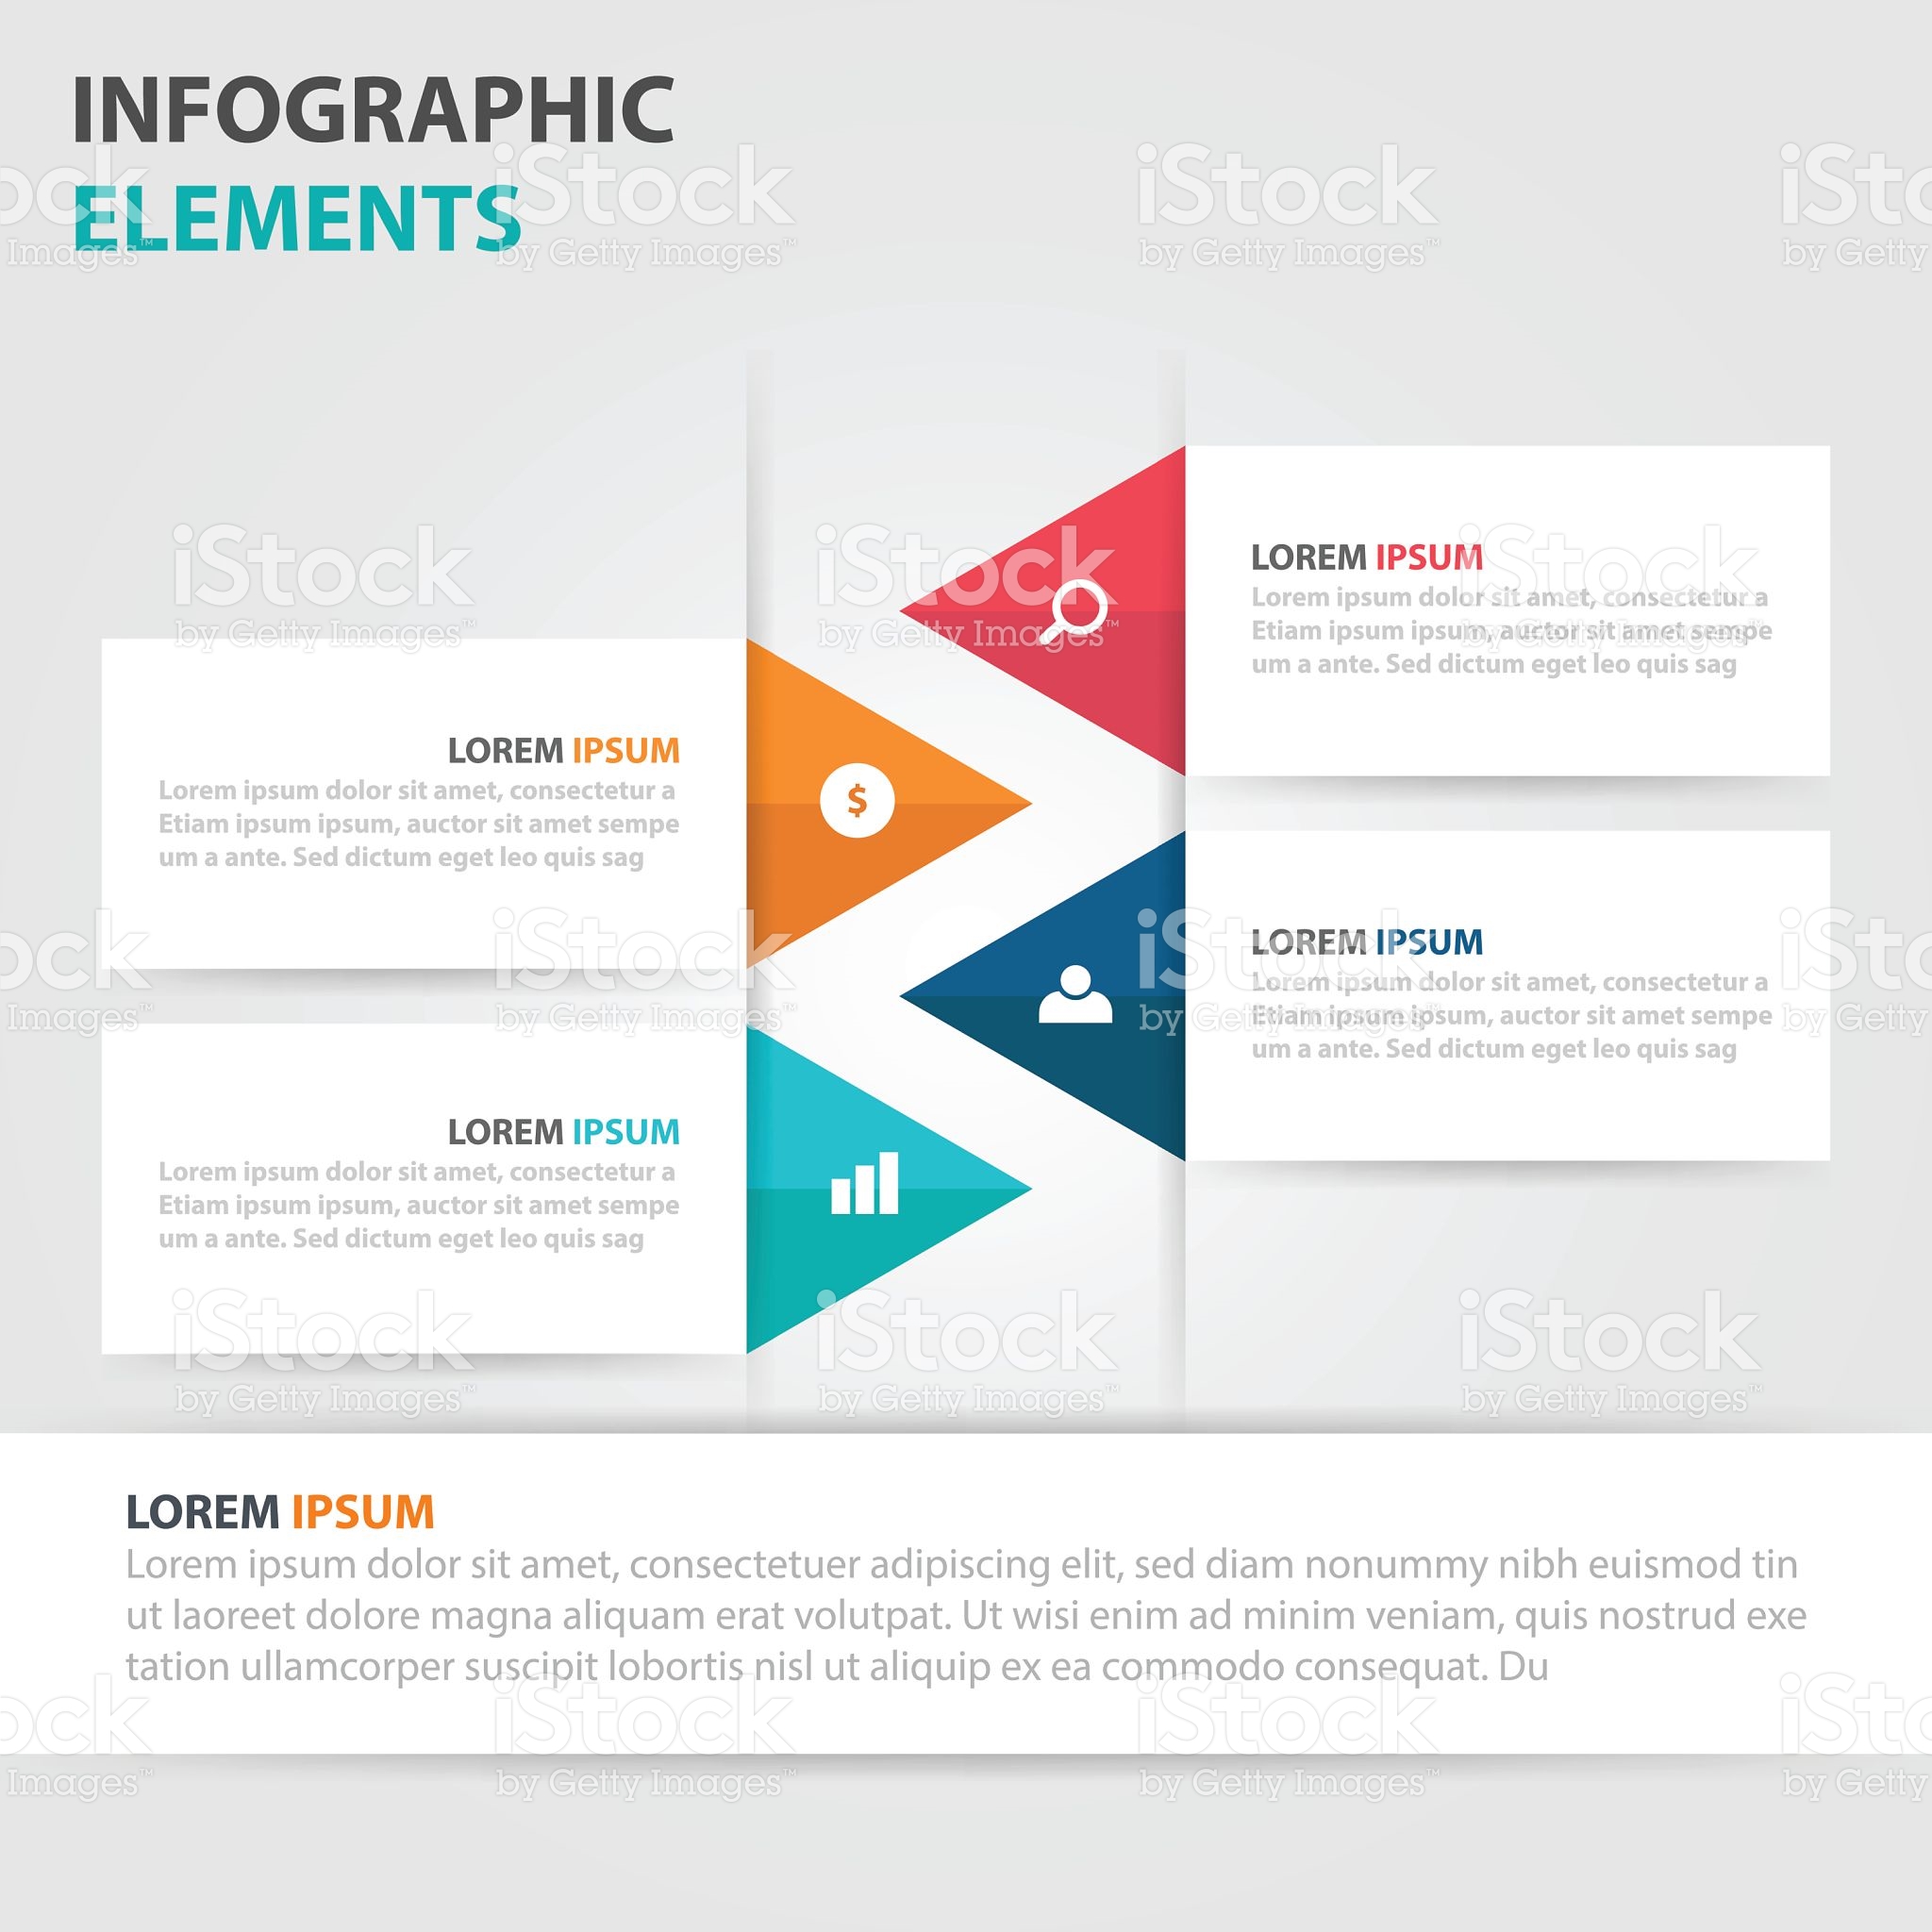 INFOGRAPHIC
ELEMENTS
LOREM IPSUM
Lorem ipsum dolor sit amet, consectetur a
Etiam ipsum ipsum, auctor sit amet sempe
um a ante. Sed dictum eget leo quis sag
LOREM IPSUM
Lorem ipsum dolor sit amet, consectetur a
Etiam ipsum ipsum, auctor sit amet sempe
um a ante. Sed dictum eget leo quis sag
$
LOREM IPSUM
Lorem ipsum dolor sit amet, consectetur a
Etiam ipsum ipsum, auctor sit amet sempe
um a ante. Sed dictum eget leo quis sag
LOREM IPSUM
Lorem ipsum dolor sit amet, consectetur a
Etiam ipsum ipsum, auctor sit amet sempe
um a ante. Sed dictum eget leo quis sag
LOREM IPSUM
Lorem ipsum dolor sit amet, consectetuer adipiscing elit, sed diam nonummy nibh euismod tin
ut laoreet dolore magna aliquam erat volutpat. Ut wisi enim ad minim veniam, quis nostrud exe
tation ullamcorper suscipit lobortis nisl ut aliquip ex ea commodo consequat. Du
iStock
by Getty Images™